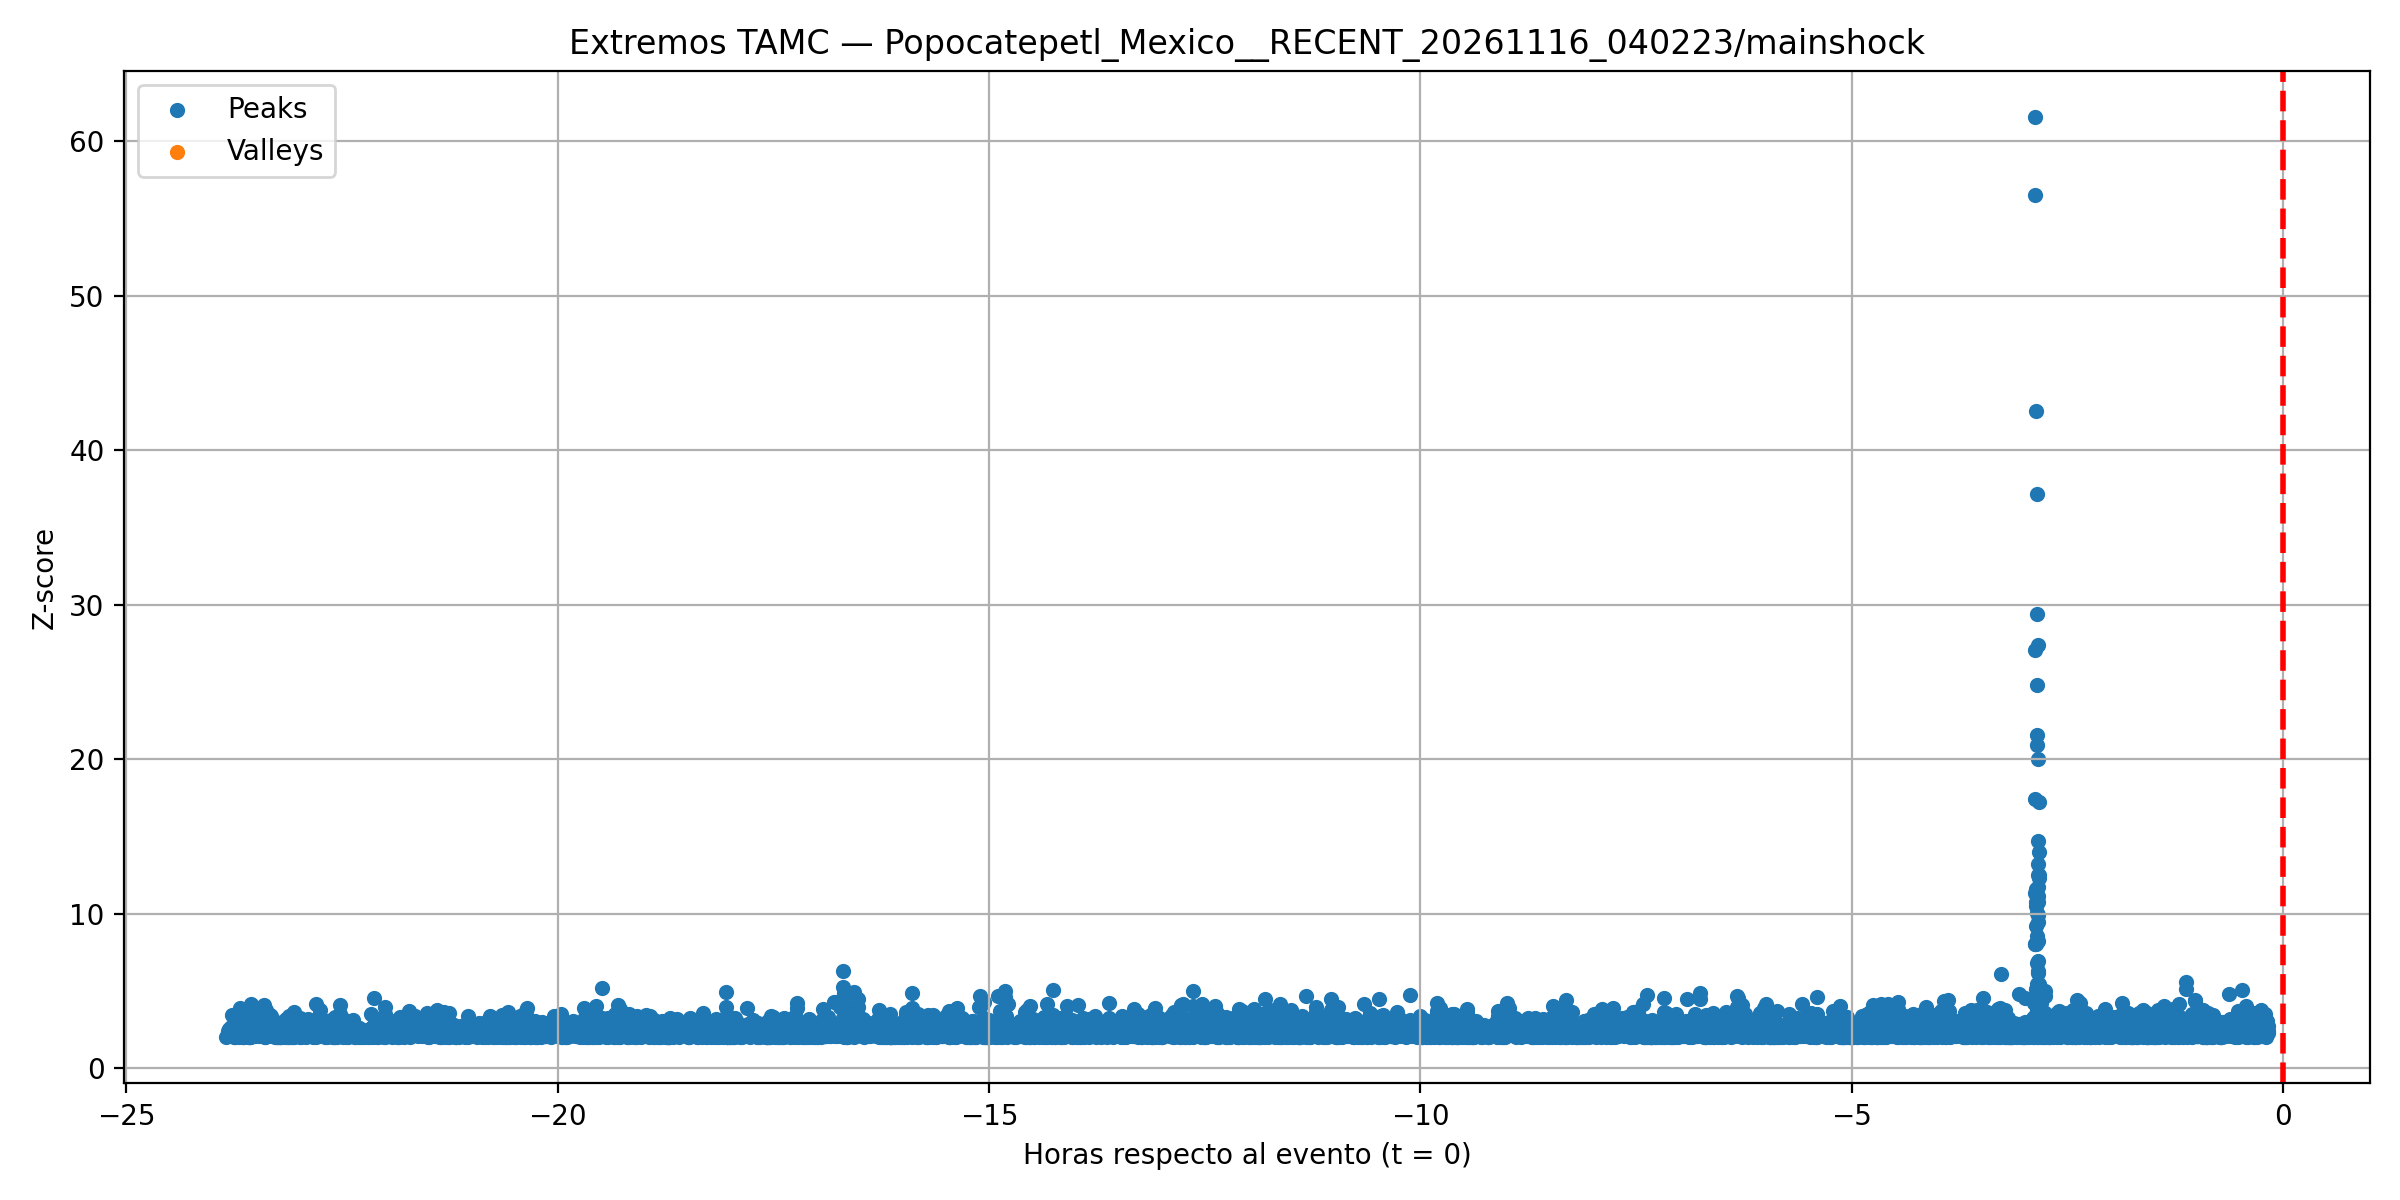 Extremos TAMC — Popocatepetl_Mexico__RECENT_20261116_040223/mainshock
Peaks
Valleys
60
50
40
30
20
10
0
Z-score
−25
−20
−15
−10
−5
0
Horas respecto al evento (t = 0)